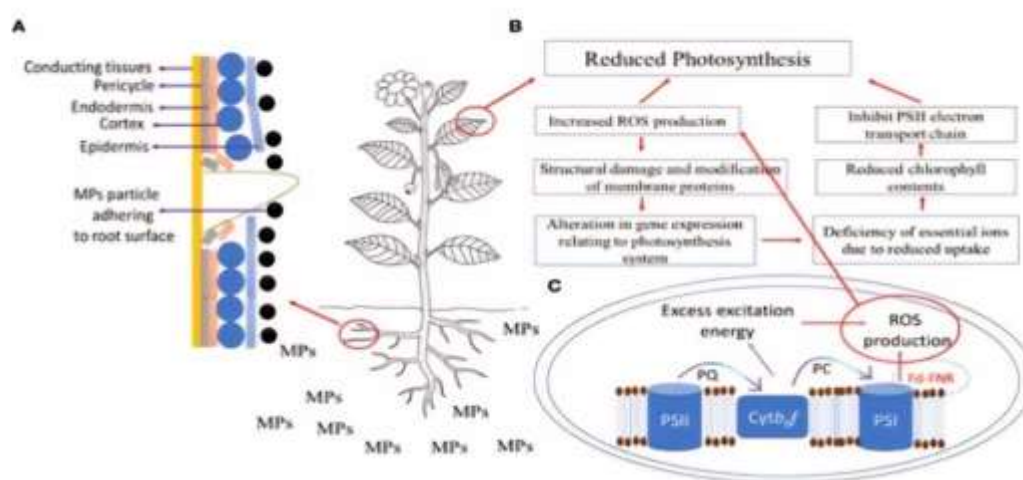 A
Conducting tissues
Pericycle
Endodermis
Cortex
Epidermis
MPs particle
adhering
to root surface
MPs
MPs
MPs
MPs
MPs
MPs
MPs
MPs
MPs
MPs
B
Reduced Photosynthesis
Increased ROS production
Structural damage and modification
of membrane proteins
Alteration in gene expression
relating to photosynthesis
system
Inhibit PSII electron
transport chain
Reduced chlorophyll
contents
Deficiency of essential ions
due to reduced uptake
C
Excess excitation
energy
ROS
production
PQ
PC
Fd-FNR
PSII
Cytb₆f
PSI